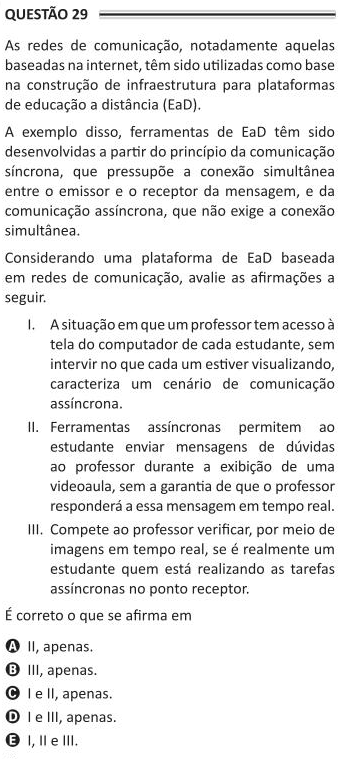 QUESTÃO 29
As redes de comunicação, notadamente aquelas
baseadas na internet, têm sido utilizadas como base
na construção de infraestrutura para plataformas
de educação a distância (EaD).
A exemplo disso, ferramentas de EaD têm sido
desenvolvidas a partir do princípio da comunicação
síncrona, que pressupõe a conexão simultânea
entre o emissor e o receptor da mensagem, e da
comunicação assíncrona, que não exige a conexão
simultânea.
Considerando uma plataforma de EaD baseada
em redes de comunicação, avalie as afirmações a
seguir.
I. A situação em que um professor tem acesso à
tela do computador de cada estudante, sem
intervir no que cada um estiver visualizando,
caracteriza um cenário de comunicação
assíncrona.
II. Ferramentas assíncronas permitem ao
estudante enviar mensagens de dúvidas
ao professor durante a exibição de uma
videoaula, sem a garantia de que o professor
responderá a essa mensagem em tempo real.
III. Compete ao professor verificar, por meio de
imagens em tempo real, se é realmente um
estudante quem está realizando as tarefas
assíncronas no ponto receptor.
É correto o que se afirma em
A II, apenas.
B III, apenas.
C I e II, apenas.
D I e III, apenas.
E I, II e III.